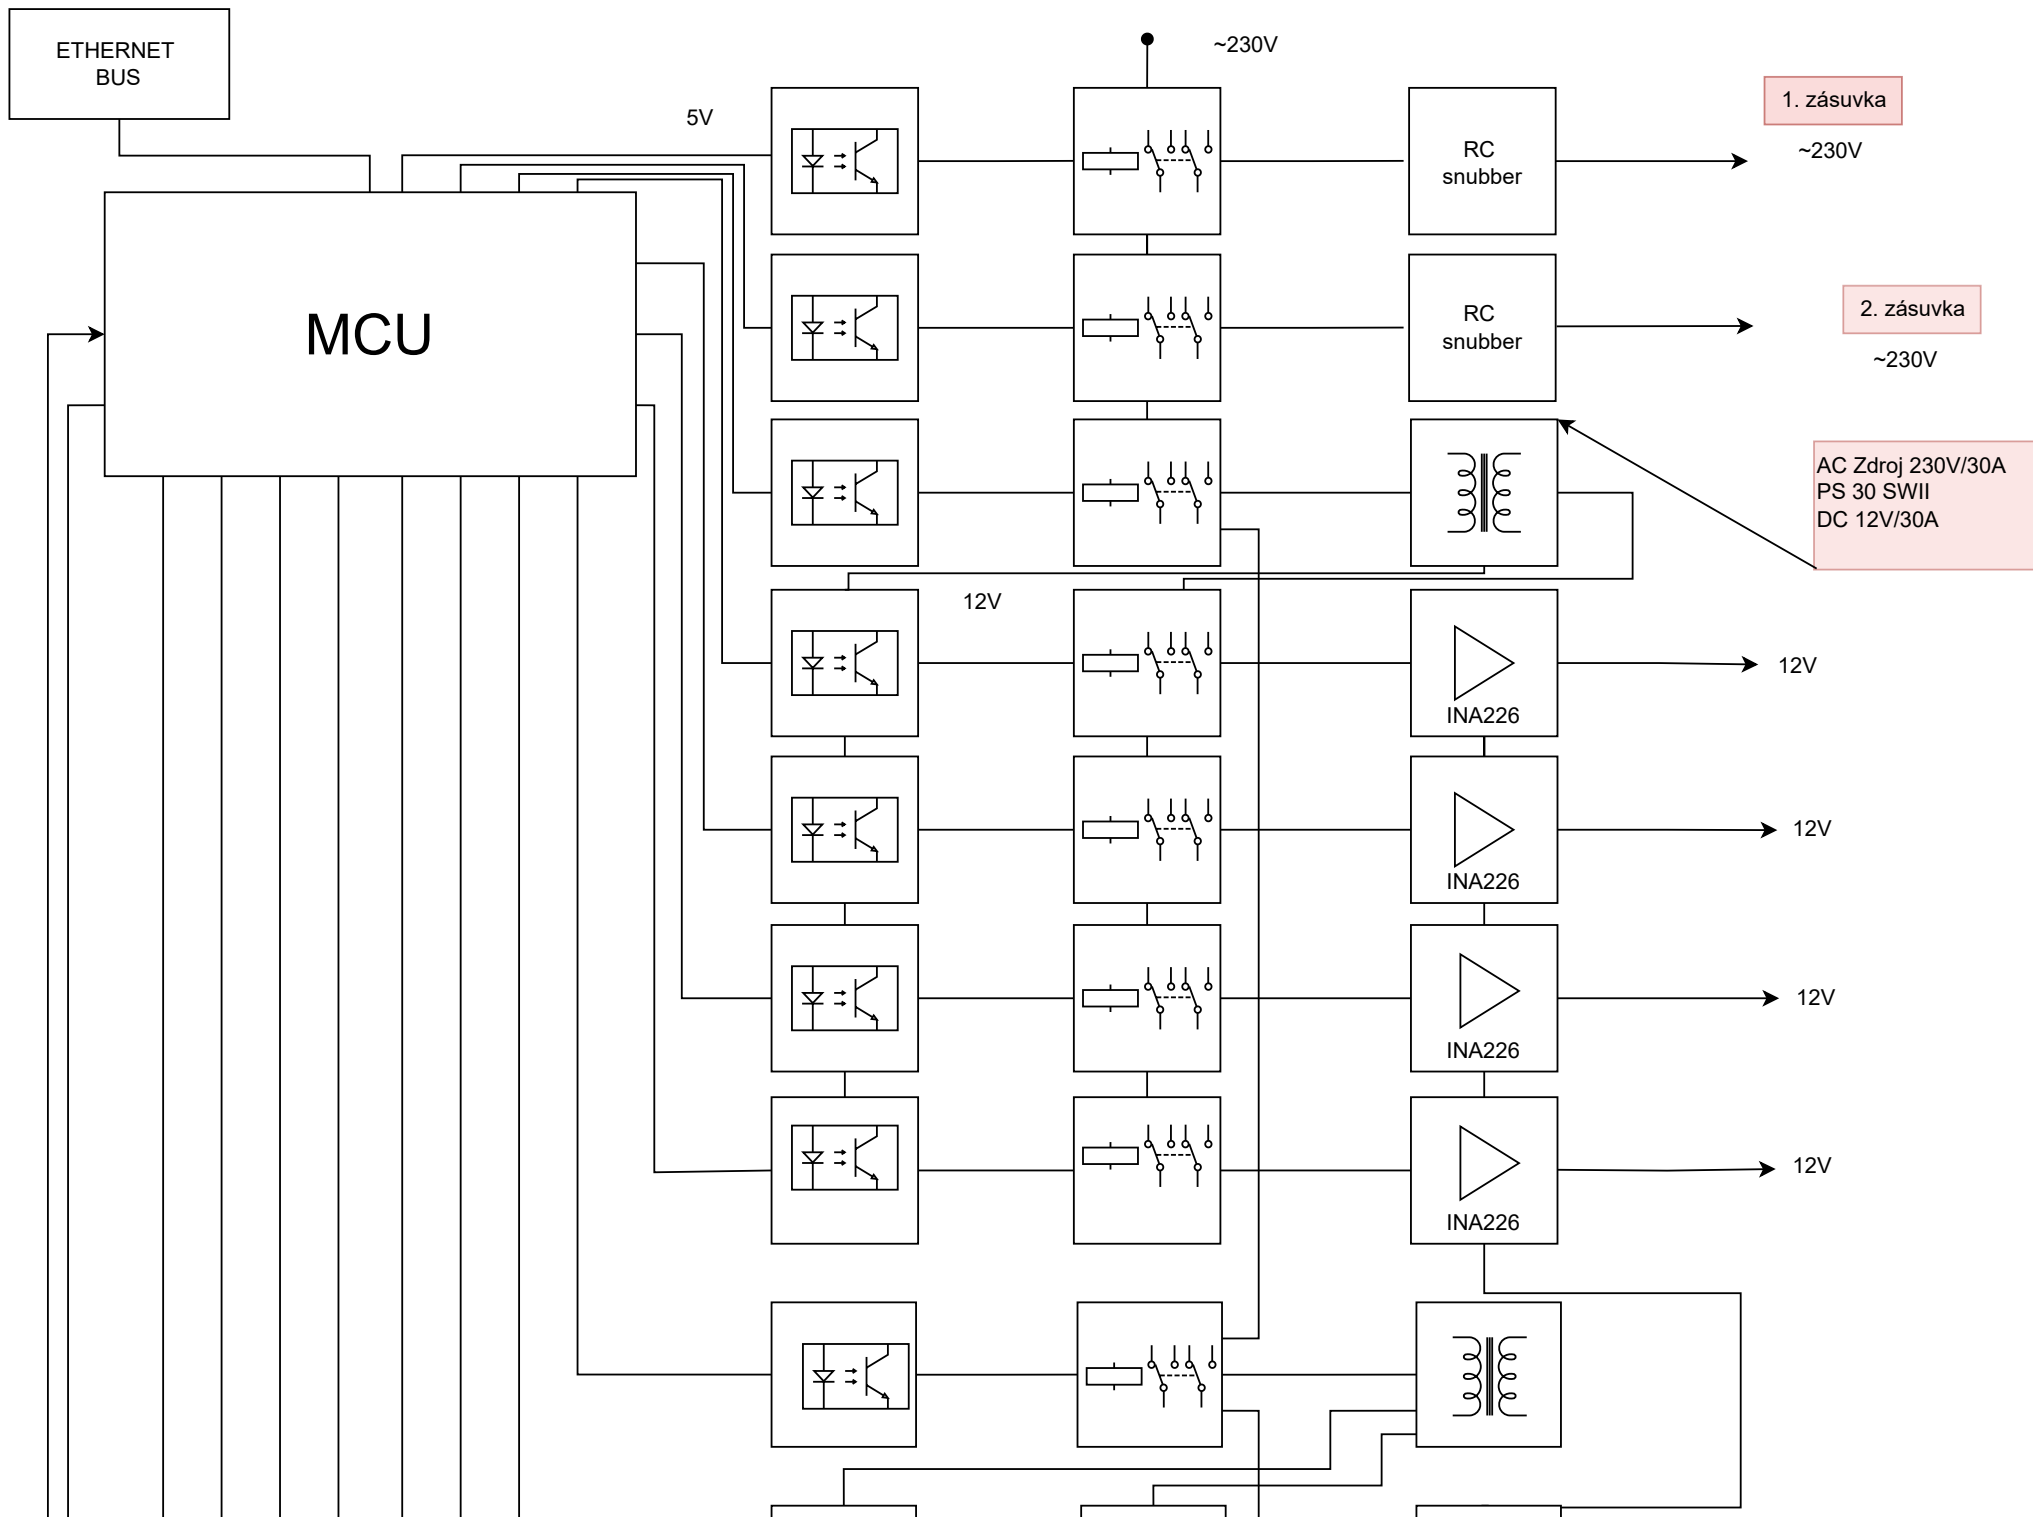 ETHERNET
BUS
~230V
5V
1. zásuvka
~230V
RC
snubber
MCU
2. zásuvka
~230V
RC
snubber
AC Zdroj 230V/30A
PS 30 SWII
DC 12V/30A
12V
12V
INA226
12V
INA226
12V
INA226
12V
INA226